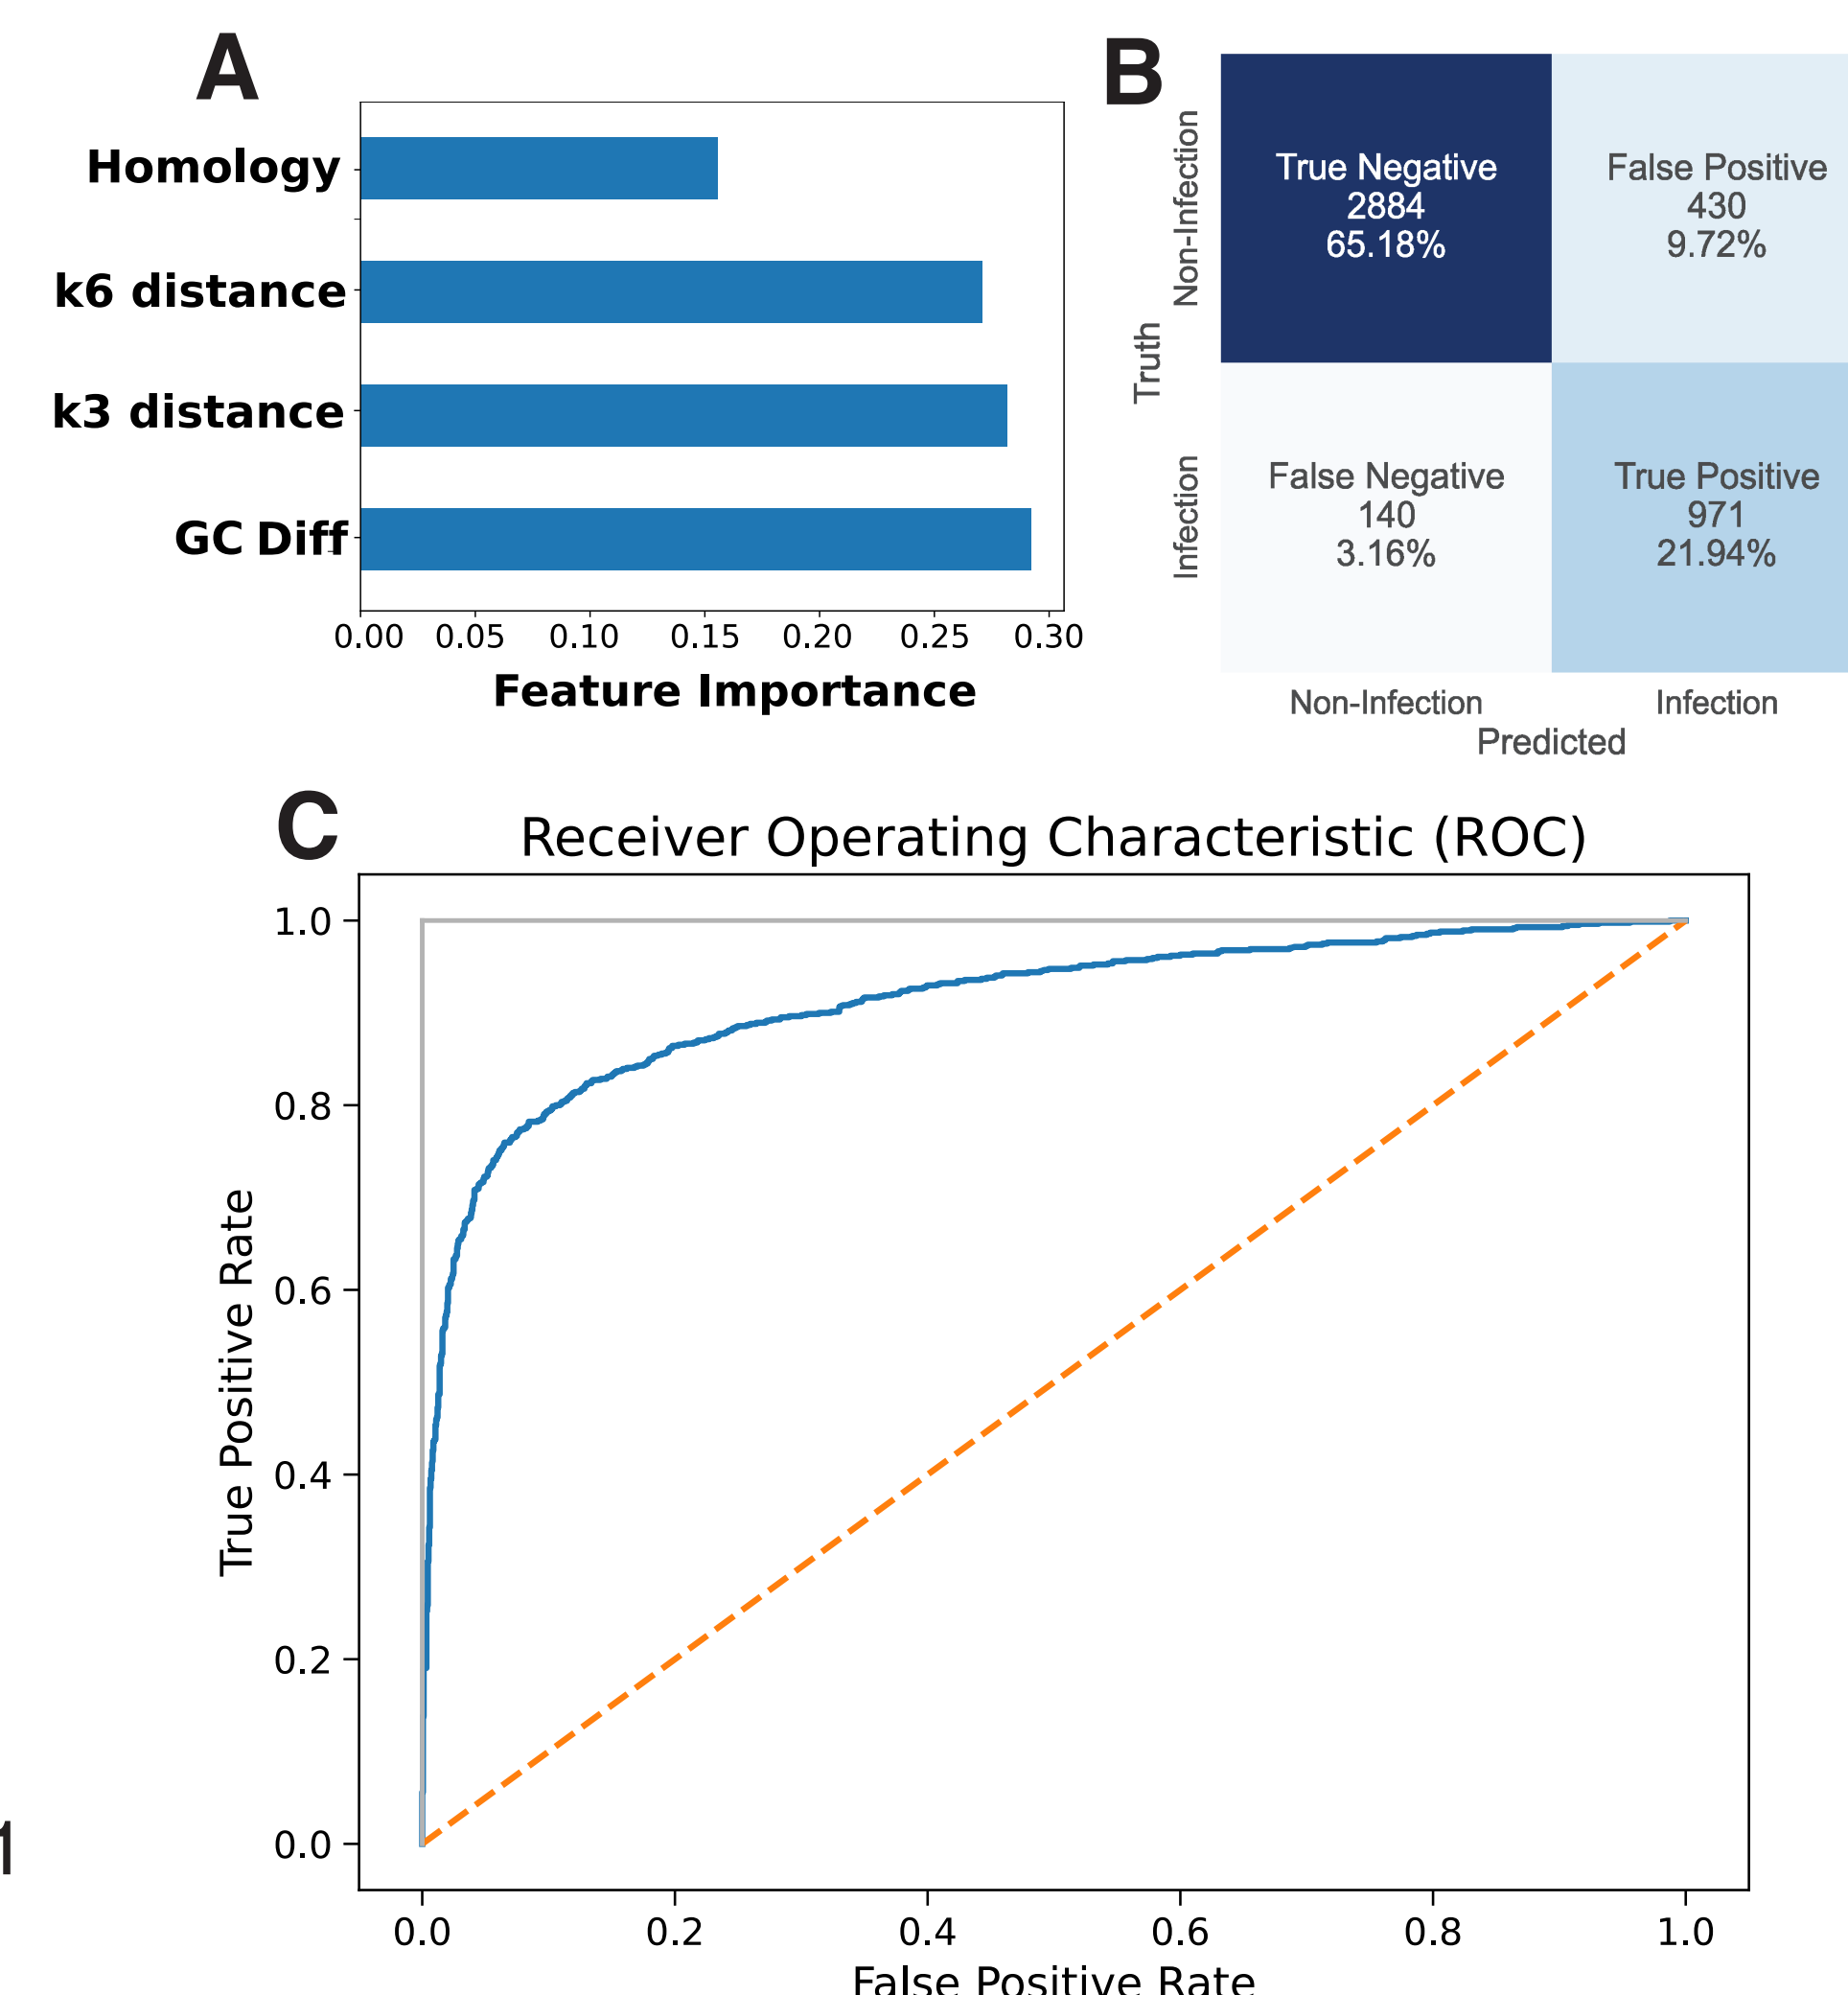 A
Homology
k6 distance
k3 distance
GC Diff
0.00 0.05 0.10 0.15 0.20 0.25 0.30
Feature Importance
B
Truth
Non-Infection
Infection
True Negative
2884
65.18%
False Positive
430
9.72%
False Negative
140
3.16%
True Positive
971
21.94%
Non-Infection Infection
Predicted
C
Receiver Operating Characteristic (ROC)
True Positive Rate
1.0
0.8
0.6
0.4
0.2
0.0
0.0 0.2 0.4 0.6 0.8 1.0
False Positive Rate
1